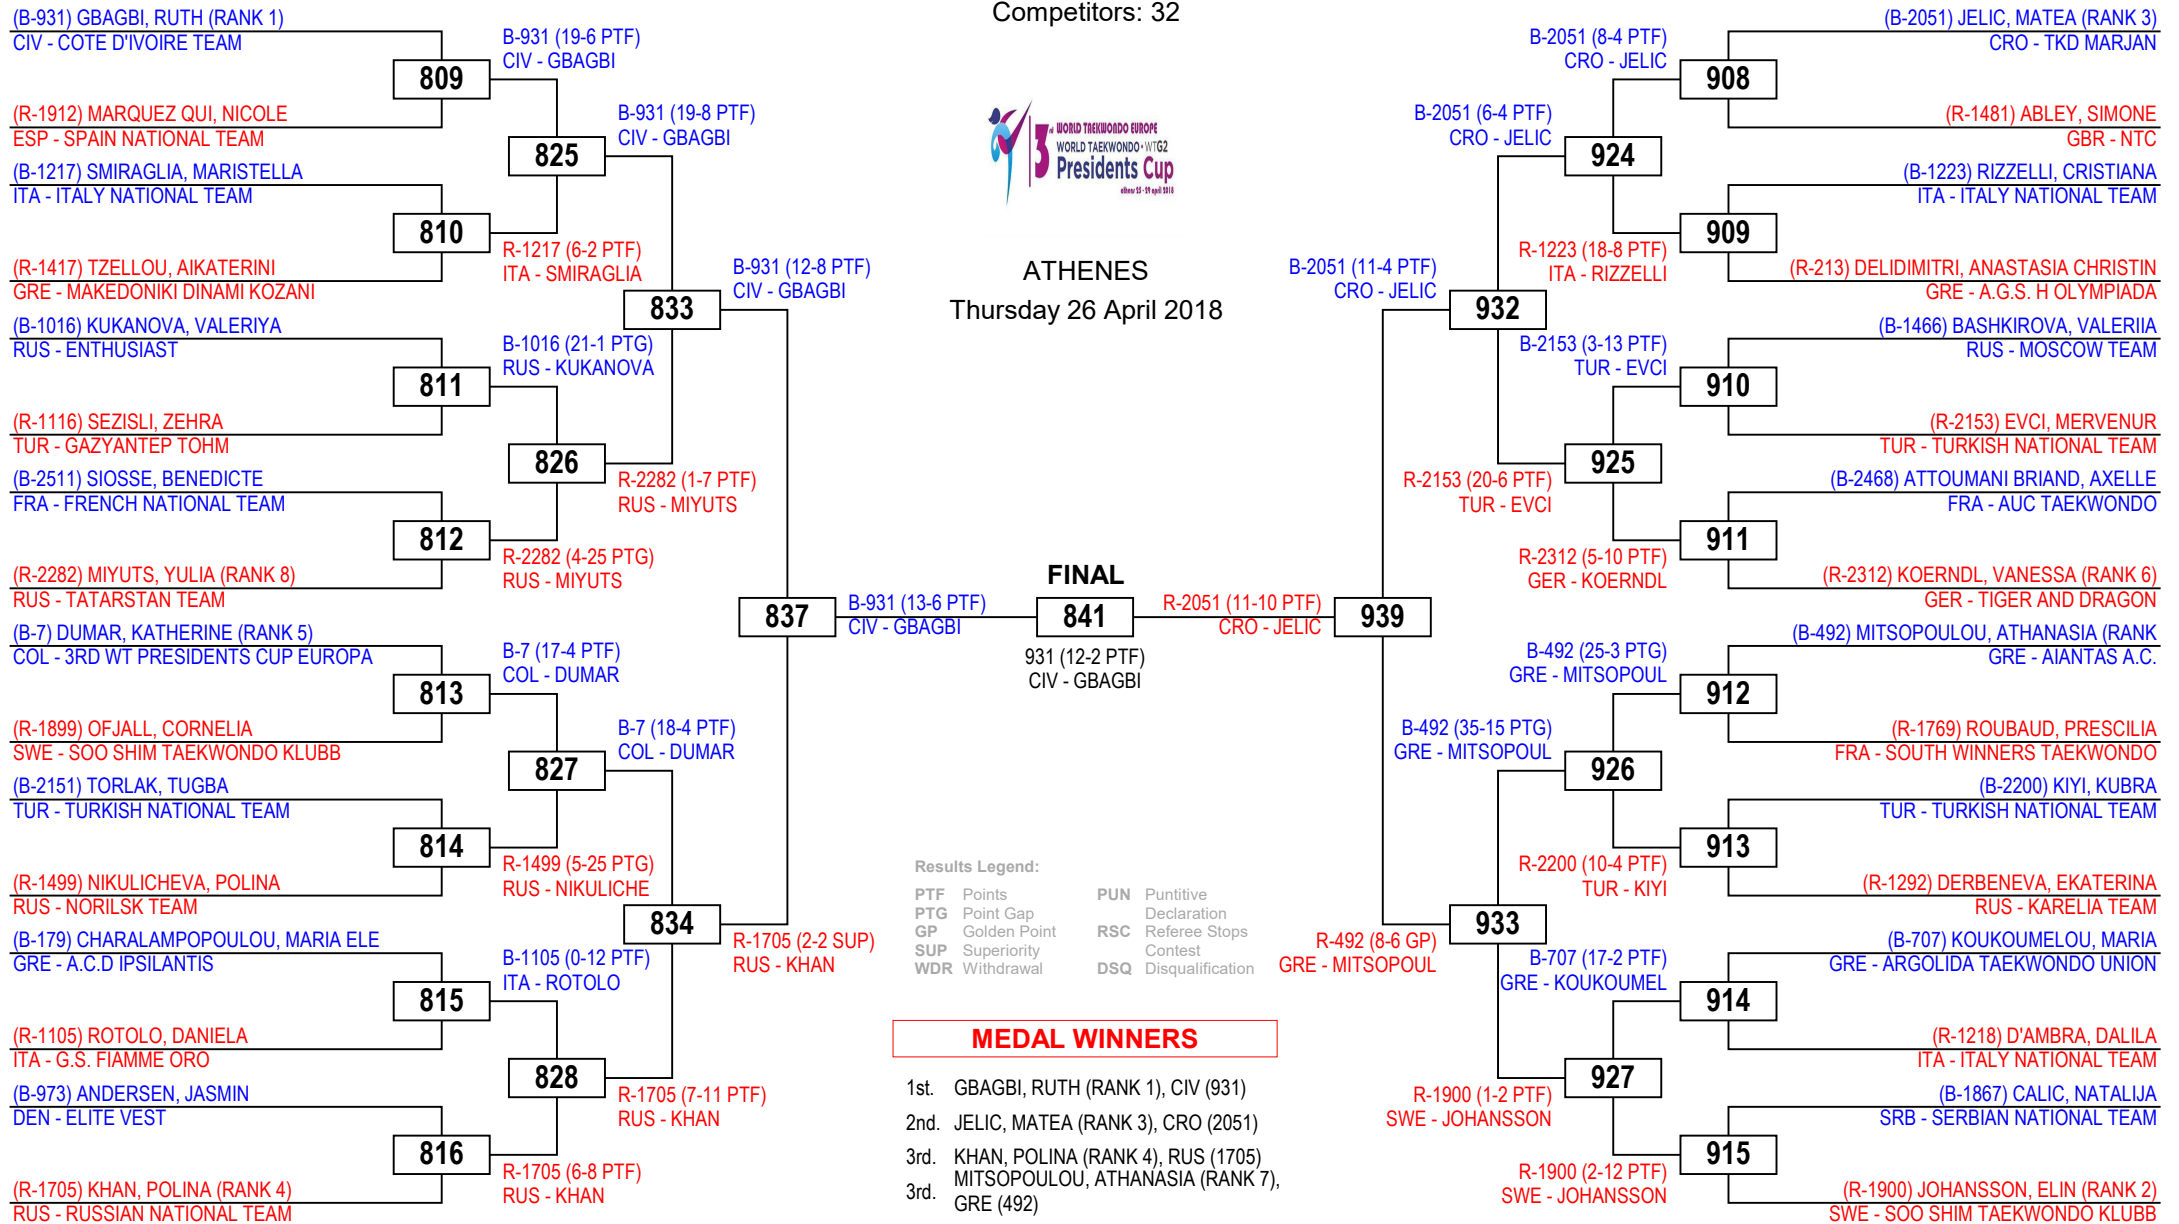 Competitors: 32
(B-931) GBAGBI, RUTH (RANK 1)
CIV - COTE D'IVOIRE TEAM
809
(R-1912) MARQUEZ QUI, NICOLE
ESP - SPAIN NATIONAL TEAM
(B-1217) SMIRAGLIA, MARISTELLA
ITA - ITALY NATIONAL TEAM
810
(R-1417) TZELLOU, AIKATERINI
GRE - MAKEDONIKI DINAMI KOZANI
(B-1016) KUKANOVA, VALERIYA
RUS - ENTHUSIAST
811
(R-1116) SEZISLI, ZEHRA
TUR - GAZYANTEP TOHM
(B-2511) SIOSSE, BENEDICTE
FRA - FRENCH NATIONAL TEAM
812
(R-2282) MIYUTS, YULIA (RANK 8)
RUS - TATARSTAN TEAM
(B-7) DUMAR, KATHERINE (RANK 5)
COL - 3RD WT PRESIDENTS CUP EUROPA
813
(R-1899) OFJALL, CORNELIA
SWE - SOO SHIM TAEKWONDO KLUBB
(B-2151) TORLAK, TUGBA
TUR - TURKISH NATIONAL TEAM
814
(R-1499) NIKULICHEVA, POLINA
RUS - NORILSK TEAM
(B-179) CHARALAMPOPOULOU, MARIA ELE
GRE - A.C.D IPSILANTIS
815
(R-1105) ROTOLO, DANIELA
ITA - G.S. FIAMME ORO
(B-973) ANDERSEN, JASMIN
DEN - ELITE VEST
816
(R-1705) KHAN, POLINA (RANK 4)
RUS - RUSSIAN NATIONAL TEAM
B-931 (19-6 PTF)
CIV - GBAGBI
825
R-1217 (6-2 PTF)
ITA - SMIRAGLIA
B-1016 (21-1 PTG)
RUS - KUKANOVA
826
R-2282 (4-25 PTG)
RUS - MIYUTS
B-7 (17-4 PTF)
COL - DUMAR
827
R-1499 (5-25 PTG)
RUS - NIKULICHE
B-1105 (0-12 PTF)
ITA - ROTOLO
828
R-1705 (6-8 PTF)
RUS - KHAN
B-931 (19-8 PTF)
CIV - GBAGBI
833
R-2282 (1-7 PTF)
RUS - MIYUTS
B-7 (18-4 PTF)
COL - DUMAR
834
R-1705 (7-11 PTF)
RUS - KHAN
B-931 (12-8 PTF)
CIV - GBAGBI
837
R-1705 (2-2 SUP)
RUS - KHAN
B-931 (13-6 PTF)
CIV - GBAGBI
3rd WORLD TAEKWONDO EUROPE
WORLD TAEKWONDO • WTG2
Presidents Cup
athens 25 - 29 april 2018
ATHENES
Thursday 26 April 2018
FINAL
841
931 (12-2 PTF)
CIV - GBAGBI
Results Legend:
PTF Points
PTG Point Gap
GP Golden Point
SUP Superiority
WDR Withdrawal
PUN Puntitive
Declaration
RSC Referee Stops
Contest
DSQ Disqualification
MEDAL WINNERS
1st. GBAGBI, RUTH (RANK 1), CIV (931)
2nd. JELIC, MATEA (RANK 3), CRO (2051)
3rd. KHAN, POLINA (RANK 4), RUS (1705)
3rd. MITSOPOULOU, ATHANASIA (RANK 7),
GRE (492)
R-2051 (11-10 PTF)
CRO - JELIC
939
B-2051 (11-4 PTF)
CRO - JELIC
932
R-492 (8-6 GP)
GRE - MITSOPOUL
933
B-2051 (6-4 PTF)
CRO - JELIC
924
R-2153 (20-6 PTF)
TUR - EVCI
925
B-492 (35-15 PTG)
GRE - MITSOPOUL
926
R-1900 (1-2 PTF)
SWE - JOHANSSON
927
B-2051 (8-4 PTF)
CRO - JELIC
908
R-1223 (18-8 PTF)
ITA - RIZZELLI
909
B-2153 (3-13 PTF)
TUR - EVCI
910
R-2312 (5-10 PTF)
GER - KOERNDL
911
B-492 (25-3 PTG)
GRE - MITSOPOUL
912
R-2200 (10-4 PTF)
TUR - KIYI
913
B-707 (17-2 PTF)
GRE - KOUKOUMEL
914
R-1900 (2-12 PTF)
SWE - JOHANSSON
915
(B-2051) JELIC, MATEA (RANK 3)
CRO - TKD MARJAN
(R-1481) ABLEY, SIMONE
GBR - NTC
(B-1223) RIZZELLI, CRISTIANA
ITA - ITALY NATIONAL TEAM
(R-213) DELIDIMITRI, ANASTASIA CHRISTIN
GRE - A.G.S. H OLYMPIADA
(B-1466) BASHKIROVA, VALERIIA
RUS - MOSCOW TEAM
(R-2153) EVCI, MERVENUR
TUR - TURKISH NATIONAL TEAM
(B-2468) ATTOUMANI BRIAND, AXELLE
FRA - AUC TAEKWONDO
(R-2312) KOERNDL, VANESSA (RANK 6)
GER - TIGER AND DRAGON
(B-492) MITSOPOULOU, ATHANASIA (RANK
GRE - AIANTAS A.C.
(R-1769) ROUBAUD, PRESCILIA
FRA - SOUTH WINNERS TAEKWONDO
(B-2200) KIYI, KUBRA
TUR - TURKISH NATIONAL TEAM
(R-1292) DERBENEVA, EKATERINA
RUS - KARELIA TEAM
(B-707) KOUKOUMELOU, MARIA
GRE - ARGOLIDA TAEKWONDO UNION
(R-1218) D'AMBRA, DALILA
ITA - ITALY NATIONAL TEAM
(B-1867) CALIC, NATALIJA
SRB - SERBIAN NATIONAL TEAM
(R-1900) JOHANSSON, ELIN (RANK 2)
SWE - SOO SHIM TAEKWONDO KLUBB